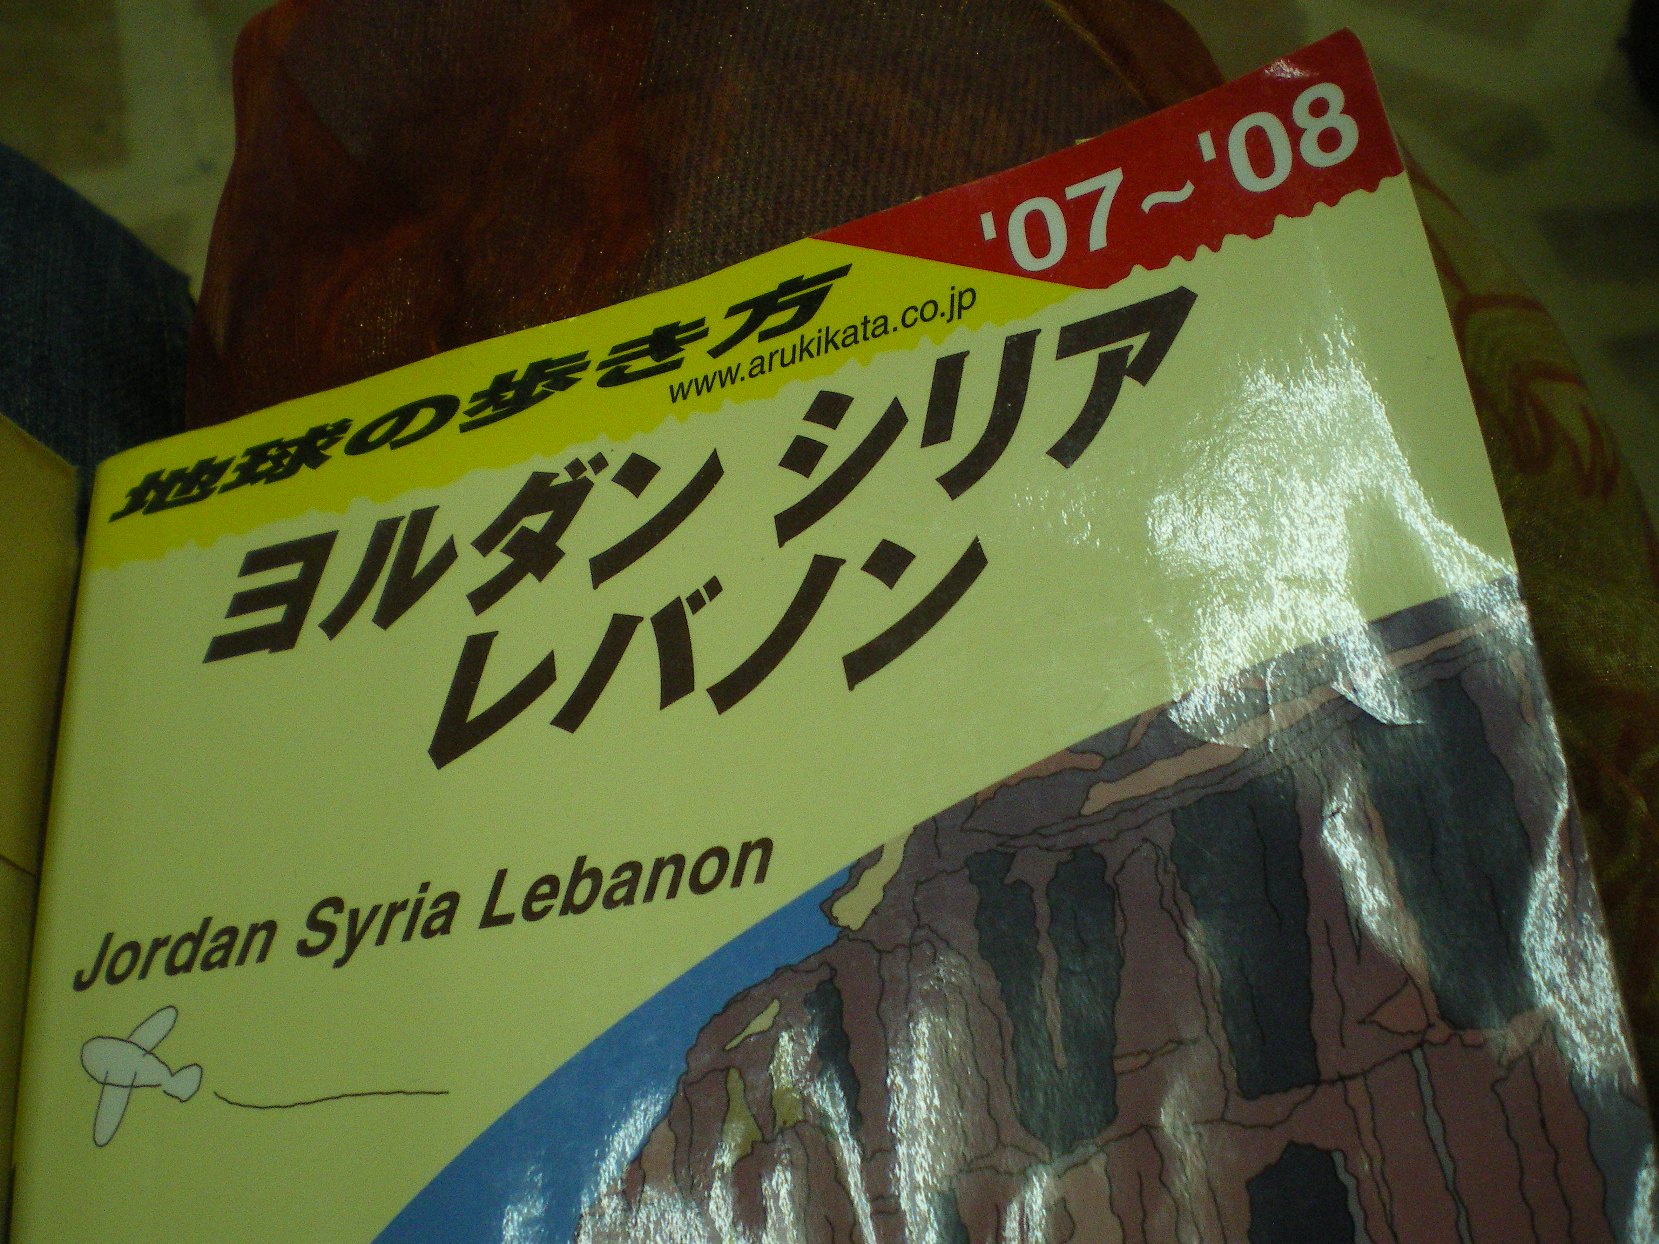 '07~'08
地球の歩き方
www.arukikata.co.jp
ヨルダン シリア
レバノン
Jordan Syria Lebanon